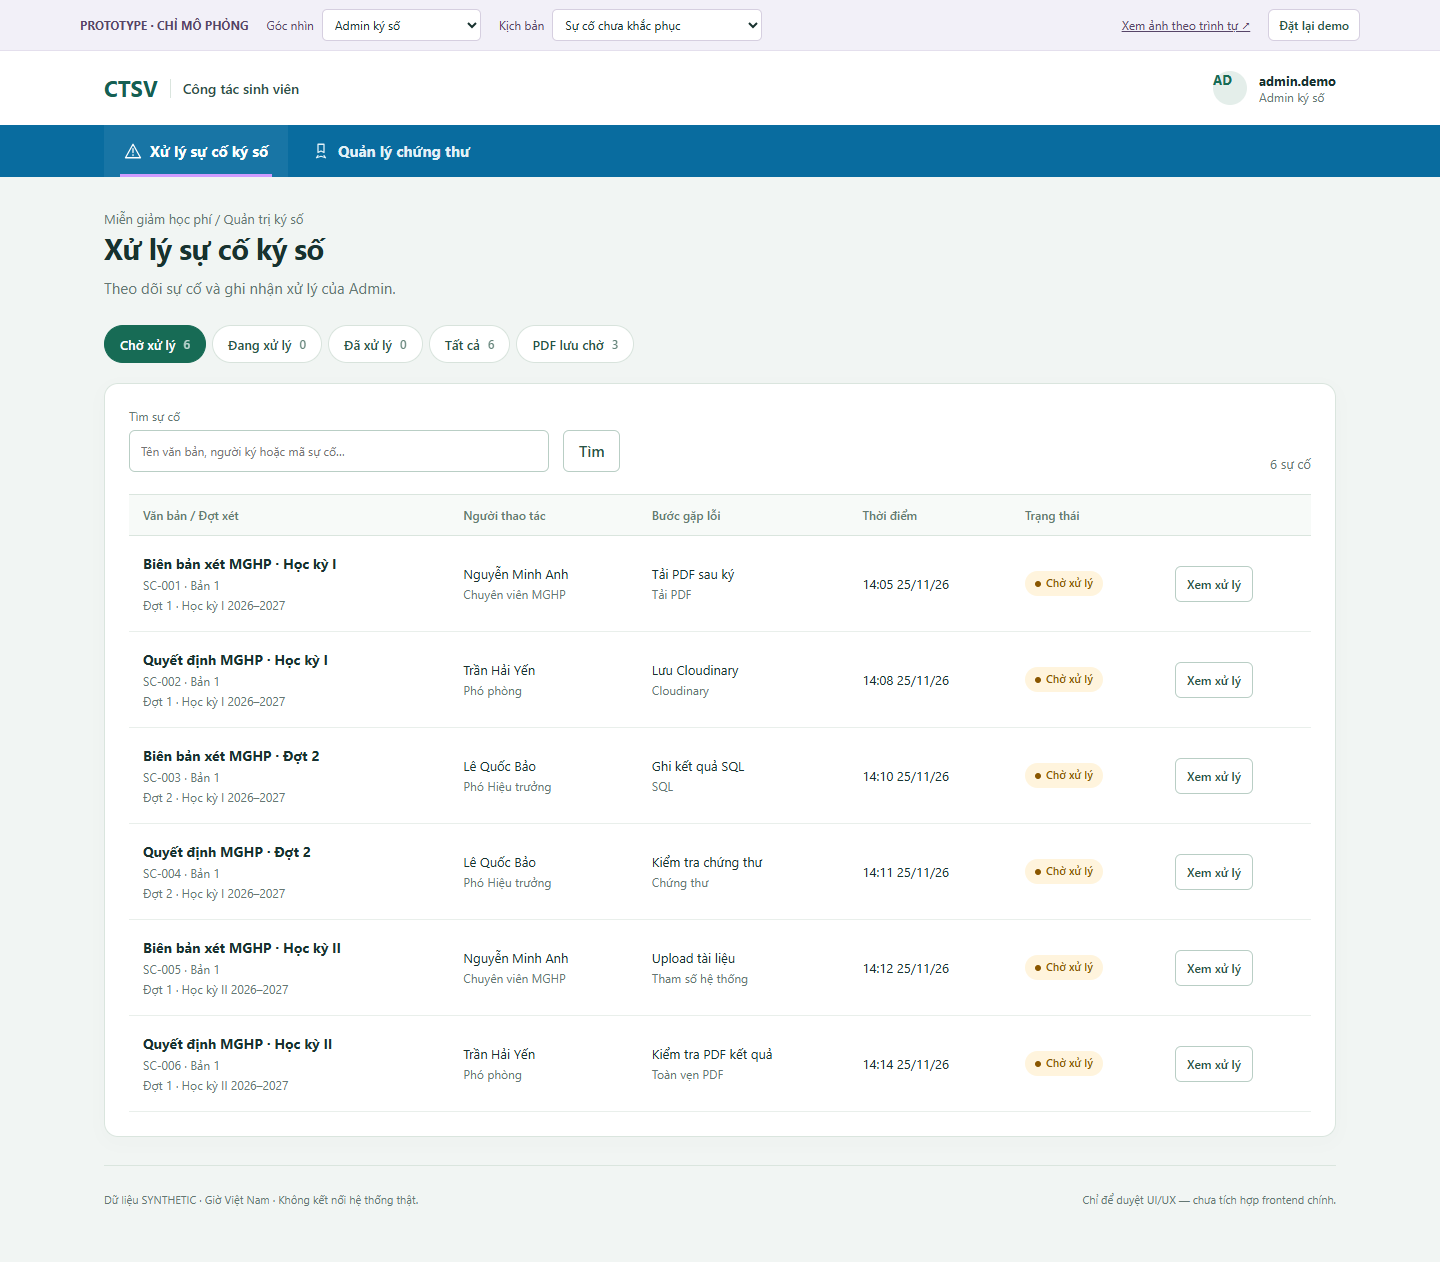 PROTOTYPE · CHỈ MÔ PHỎNG Góc nhìn Admin ký số Kịch bản Sự cố chưa khắc phục Xem ảnh theo trình tự ↗ Đặt lại demo
CTSV Công tác sinh viên
AD admin.demo
Admin ký số
Xử lý sự cố ký số Quản lý chứng thư
Miễn giảm học phí / Quản trị ký số
Xử lý sự cố ký số
Theo dõi sự cố và ghi nhận xử lý của Admin.
Chờ xử lý 6 Đang xử lý 0 Đã xử lý 0 Tất cả 6 PDF lưu chờ 3
Tìm sự cố
Tên văn bản, người ký hoặc mã sự cố... Tìm
6 sự cố
Văn bản / Đợt xét Người thao tác Bước gặp lỗi Thời điểm Trạng thái
Biên bản xét MGHP · Học kỳ I
SC-001 · Bản 1
Đợt 1 · Học kỳ I 2026–2027
Nguyễn Minh Anh
Chuyên viên MGHP
Tải PDF sau ký
Tải PDF
14:05 25/11/26 Chờ xử lý Xem xử lý
Quyết định MGHP · Học kỳ I
SC-002 · Bản 1
Đợt 1 · Học kỳ I 2026–2027
Trần Hải Yến
Phó phòng
Lưu Cloudinary
Cloudinary
14:08 25/11/26 Chờ xử lý Xem xử lý
Biên bản xét MGHP · Đợt 2
SC-003 · Bản 1
Đợt 2 · Học kỳ I 2026–2027
Lê Quốc Bảo
Phó Hiệu trưởng
Ghi kết quả SQL
SQL
14:10 25/11/26 Chờ xử lý Xem xử lý
Quyết định MGHP · Đợt 2
SC-004 · Bản 1
Đợt 2 · Học kỳ I 2026–2027
Lê Quốc Bảo
Phó Hiệu trưởng
Kiểm tra chứng thư
Chứng thư
14:11 25/11/26 Chờ xử lý Xem xử lý
Biên bản xét MGHP · Học kỳ II
SC-005 · Bản 1
Đợt 1 · Học kỳ II 2026–2027
Nguyễn Minh Anh
Chuyên viên MGHP
Upload tài liệu
Tham số hệ thống
14:12 25/11/26 Chờ xử lý Xem xử lý
Quyết định MGHP · Học kỳ II
SC-006 · Bản 1
Đợt 1 · Học kỳ II 2026–2027
Trần Hải Yến
Phó phòng
Kiểm tra PDF kết quả
Toàn vẹn PDF
14:14 25/11/26 Chờ xử lý Xem xử lý
Dữ liệu SYNTHETIC · Giờ Việt Nam · Không kết nối hệ thống thật. Chỉ để duyệt UI/UX — chưa tích hợp frontend chính.